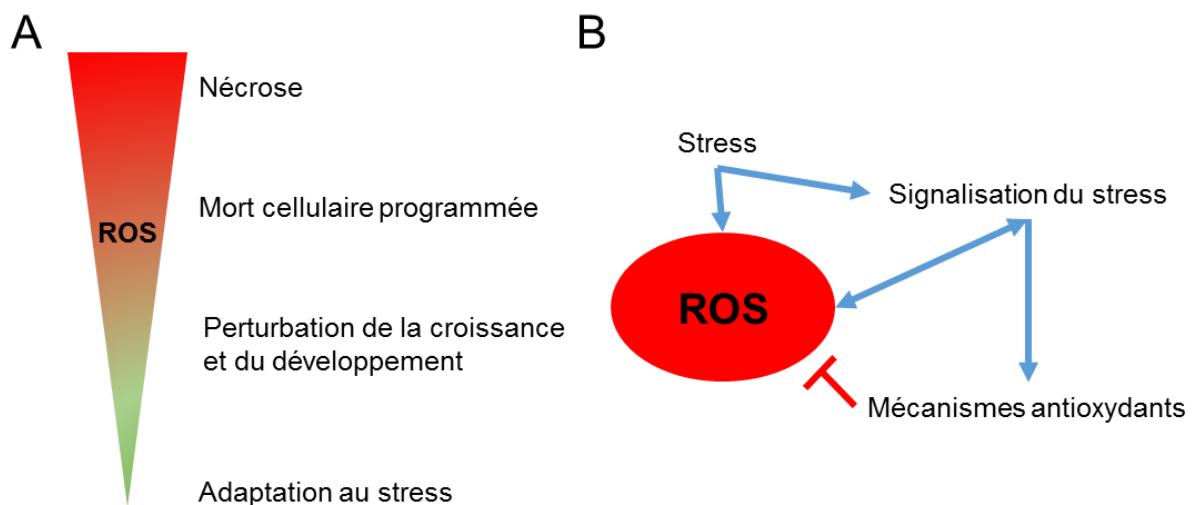 A
Nécrose
Mort cellulaire programmée
ROS
Perturbation de la croissance
et du développement
Adaptation au stress
B
Stress
Signalisation du stress
ROS
Mécanismes antioxydants